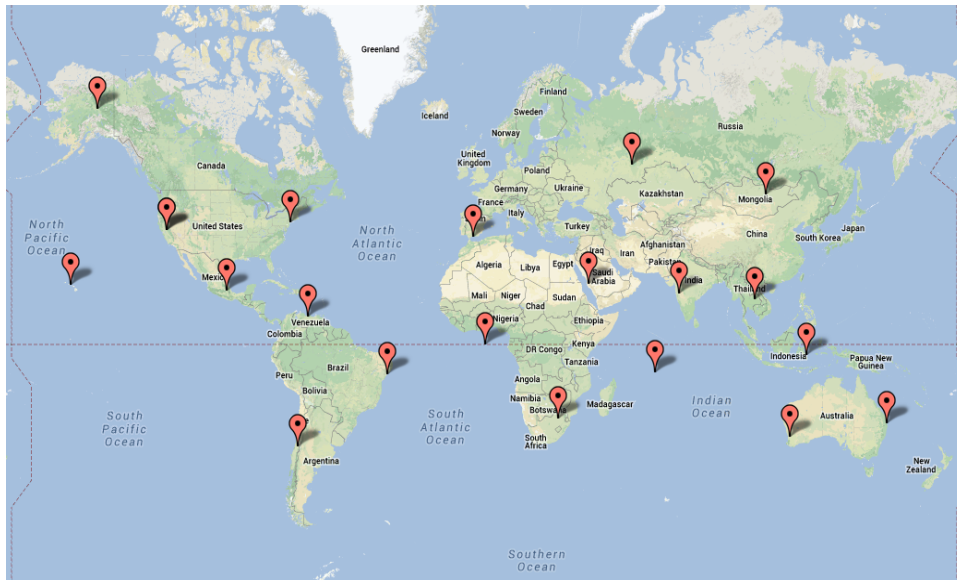 Greenland
Iceland
Finland
Sweden
Norway
Russia
Canada
United
Kingdom
Poland
Germany
Ukraine
Kazakhstan
Mongolia
France
Italy
United States
North
Pacific
Ocean
North
Atlantic
Ocean
Turkey
China
Japan
South Korea
Iraq
Iran
Afghanistan
Pakistan
Algeria
Libya
Egypt
Saudi
Arabia
India
Mexico
Mali
Niger
Chad
Sudan
Thailand
Venezuela
Colombia
Nigeria
Ethiopia
Kenya
DR Congo
Tanzania
Indonesia
Papua New
Guinea
Peru
Brazil
Bolivia
Angola
Namibia
Botswana
Madagascar
Indian
Ocean
South
Pacific
Ocean
South
Atlantic
Ocean
Australia
South
Africa
Argentina
New
Zealand
Southern
Ocean